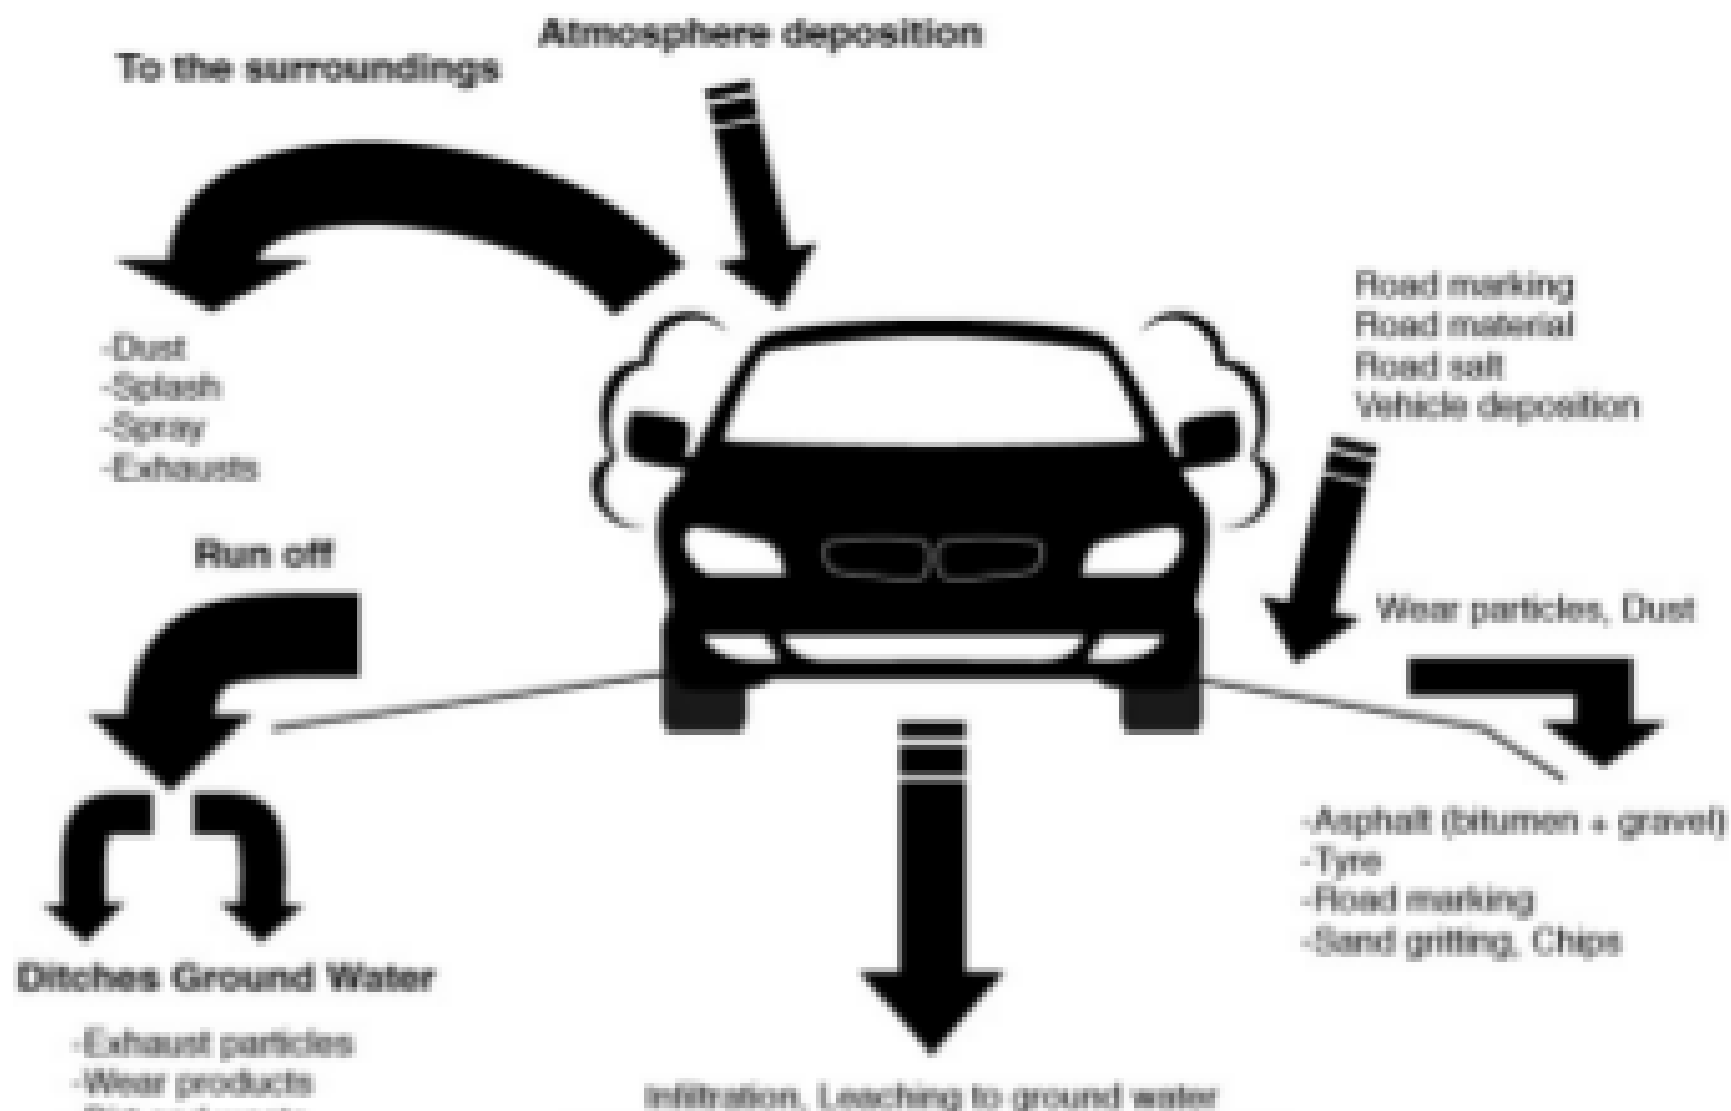 Atmosphere deposition
To the surroundings
-Dust
-Splash
-Spray
-Exhausts
Road marking
Road material
Road salt
Vehicle deposition
Run off
Wear particles, Dust
-Asphalt (bitumen + gravel)
-Tyre
-Road marking
-Sand gritting, Chips
Ditches Ground Water
-Exhaust particles
-Wear products
Infiltration, Leaching to ground water